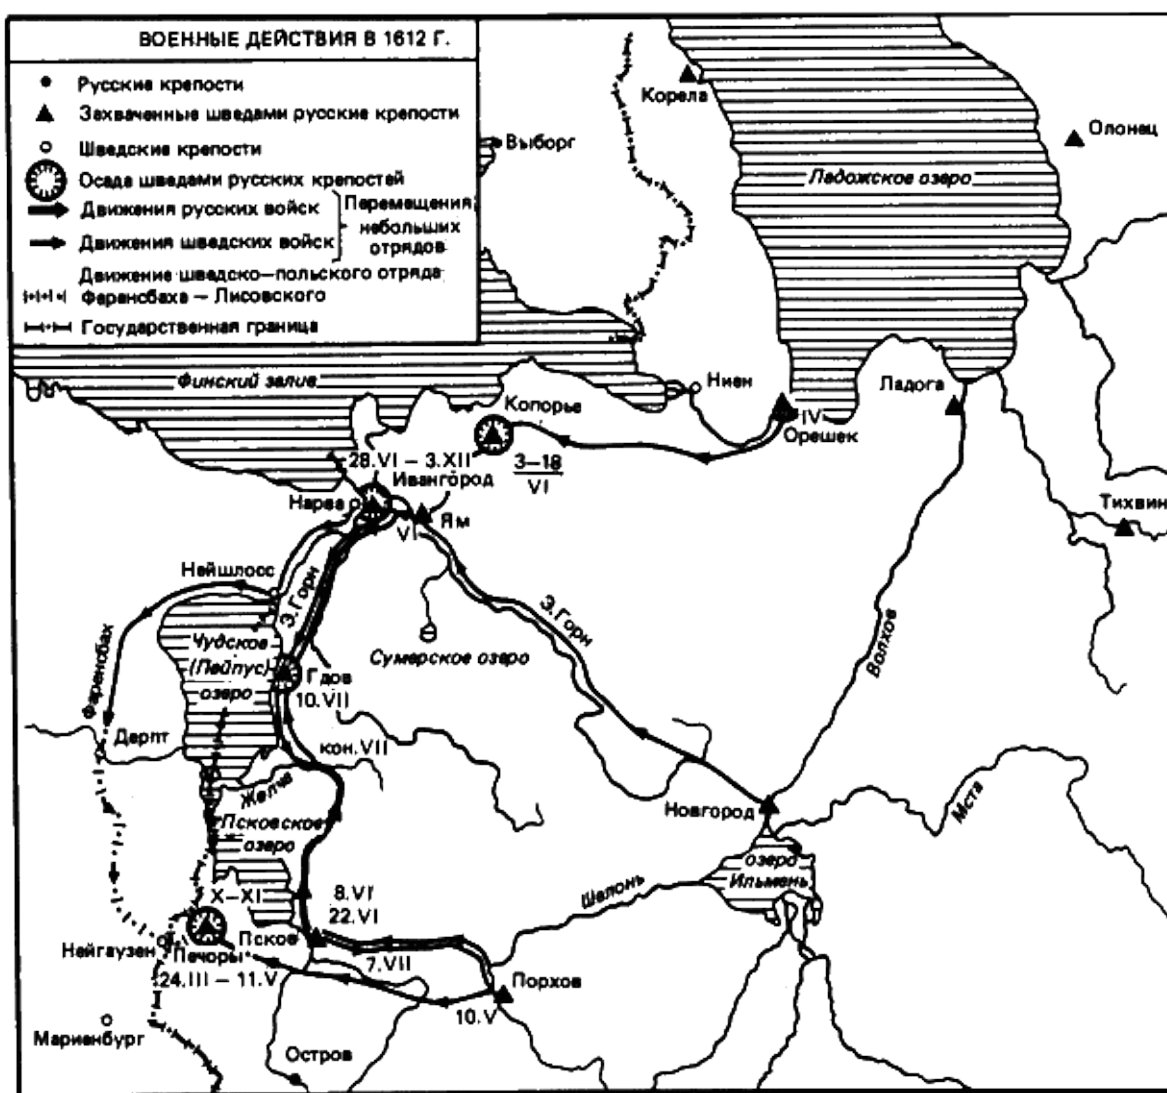 ВОЕННЫЕ ДЕЙСТВИЯ В 1612 Г.
Русские крепости
Захваченные шведами русские крепости
Шведские крепости
Осада шведами русских крепостей
Движения русских войск
Движения шведских войск
Перемещения
небольших
отрядов
Движение шведско-польского отряда
Фаренсбаха — Лисовского
Государственная граница
Корела
Олонец
Выборг
Ладожское озеро
Финский залив
Ниен
Ладога
Копорье
IV
Орешек
28.VI — 3.XII
3-18
VI
Ивангород
Нарва
Ям
VI
Тихвин
Нейшлосс
Э.Горн
Э.Горн
Чудское
(Пейпус)
озеро
Сумерское озеро
Волхов
Фаренсбах
Гдов
10.VII
Дерпт
кон.VII
Желча
Новгород
Мста
Псковское
озеро
озеро
Ильмень
Шелонь
X-XI
8.VI
22.VI
Псков
Нейгаузен
Печоры
7.VII
24.III — 11.V
Порхов
10.V
Мариенбург
Остров